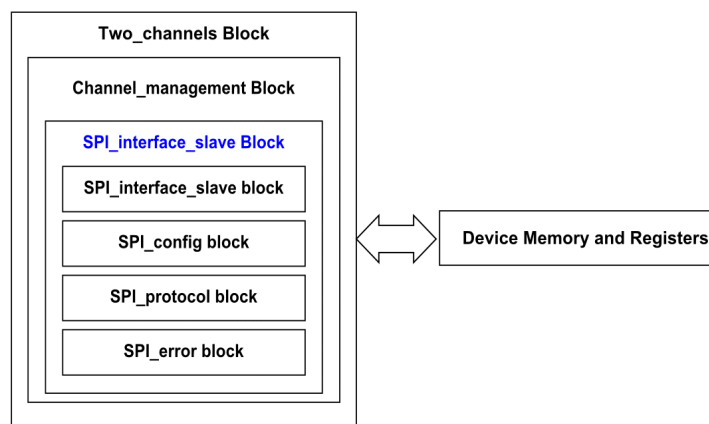 Two_channels Block
Channel_management Block
SPI_interface_slave Block
SPI_interface_slave block
SPI_config block
SPI_protocol block
SPI_error block
Device Memory and Registers